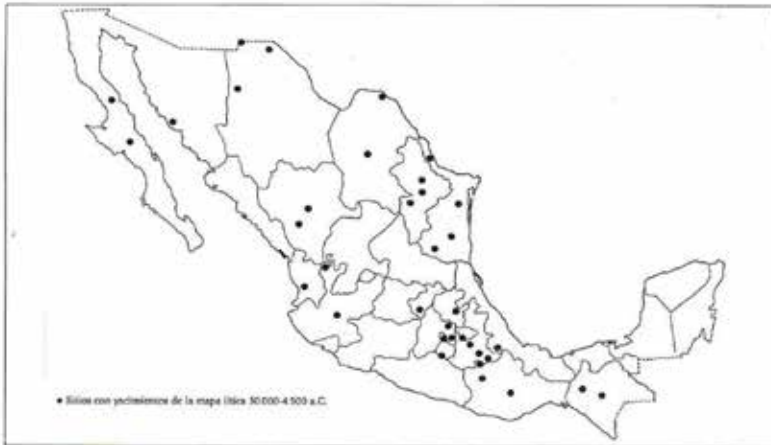 • Sitios con yacimientos de la etapa lítica 30 000-4 500 a.C.